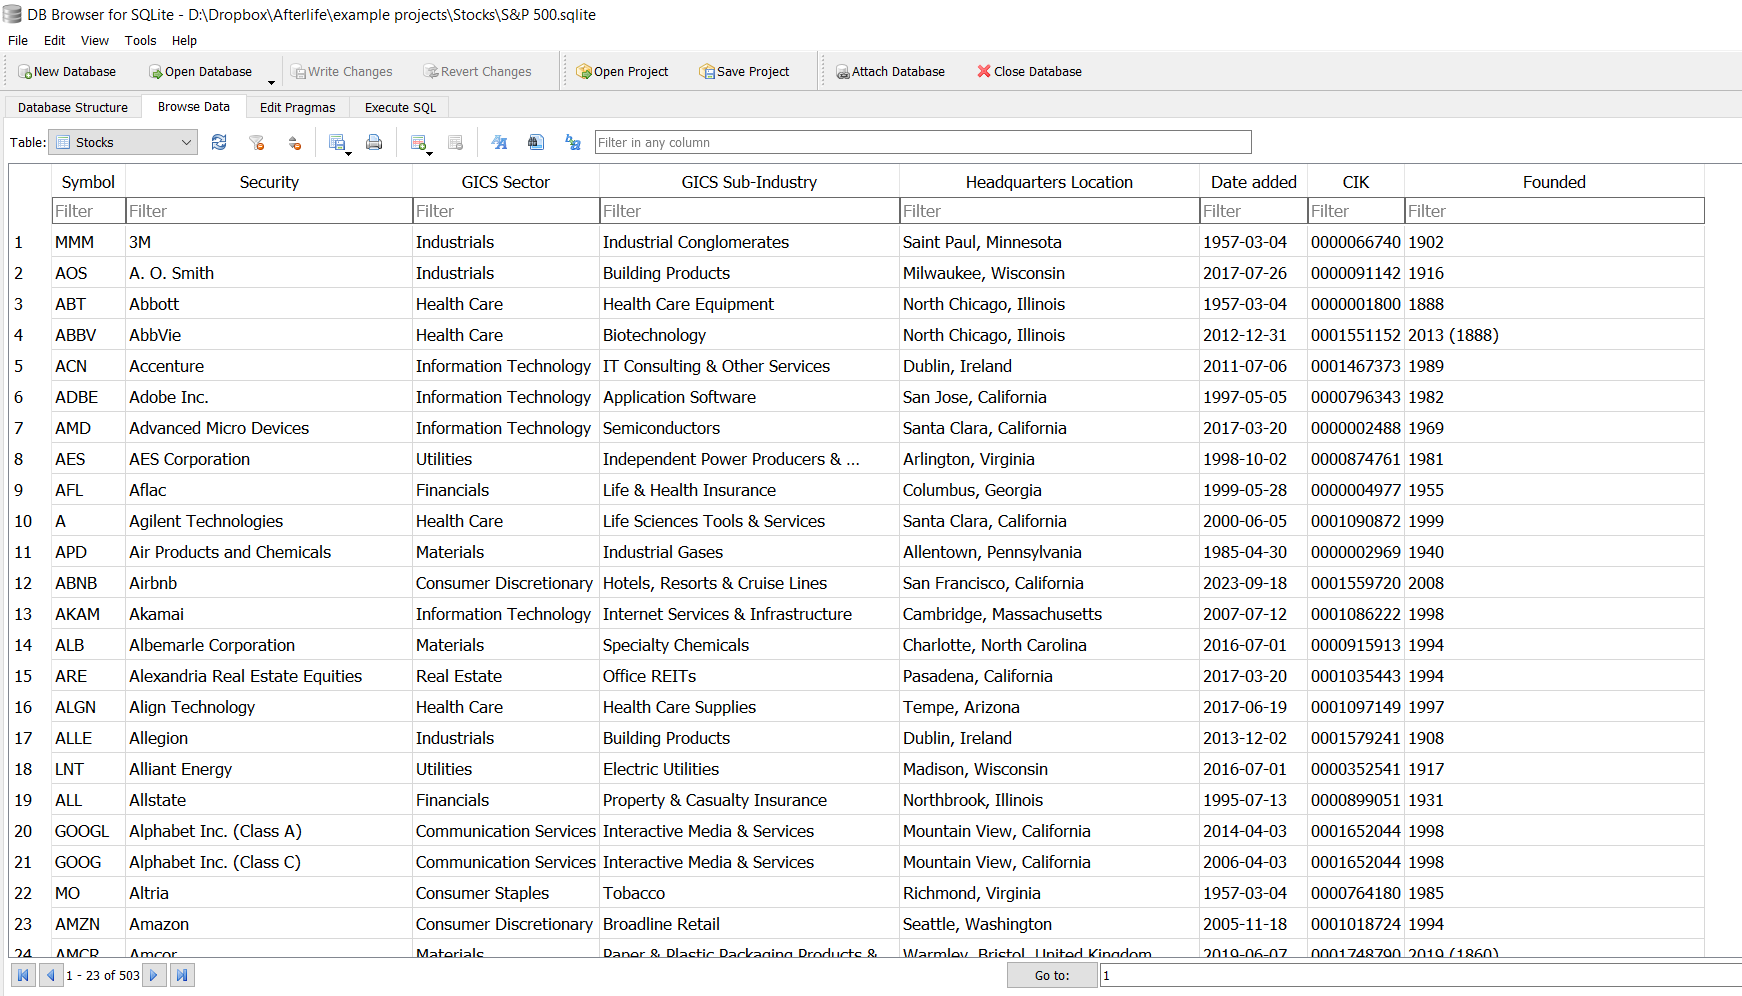 DB Browser for SQLite - D:\Dropbox\Afterlife\example projects\Stocks\S&P 500.sqlite
File Edit View Tools Help
New Database Open Database Write Changes Revert Changes Open Project Save Project Attach Database Close Database
Database Structure Browse Data Edit Pragmas Execute SQL
Table: Stocks Filter in any column
Symbol Security GICS Sector GICS Sub-Industry Headquarters Location Date added CIK Founded
Filter Filter Filter Filter Filter Filter Filter Filter
1 MMM 3M Industrials Industrial Conglomerates Saint Paul, Minnesota 1957-03-04 0000066740 1902
2 AOS A. O. Smith Industrials Building Products Milwaukee, Wisconsin 2017-07-26 0000091142 1916
3 ABT Abbott Health Care Health Care Equipment North Chicago, Illinois 1957-03-04 0000001800 1888
4 ABBV AbbVie Health Care Biotechnology North Chicago, Illinois 2012-12-31 0001551152 2013 (1888)
5 ACN Accenture Information Technology IT Consulting & Other Services Dublin, Ireland 2011-07-06 0001467373 1989
6 ADBE Adobe Inc. Information Technology Application Software San Jose, California 1997-05-05 0000796343 1982
7 AMD Advanced Micro Devices Information Technology Semiconductors Santa Clara, California 2017-03-20 0000002488 1969
8 AES AES Corporation Utilities Independent Power Producers & ... Arlington, Virginia 1998-10-02 0000874761 1981
9 AFL Aflac Financials Life & Health Insurance Columbus, Georgia 1999-05-28 0000004977 1955
10 A Agilent Technologies Health Care Life Sciences Tools & Services Santa Clara, California 2000-06-05 0001090872 1999
11 APD Air Products and Chemicals Materials Industrial Gases Allentown, Pennsylvania 1985-04-30 0000002969 1940
12 ABNB Airbnb Consumer Discretionary Hotels, Resorts & Cruise Lines San Francisco, California 2023-09-18 0001559720 2008
13 AKAM Akamai Information Technology Internet Services & Infrastructure Cambridge, Massachusetts 2007-07-12 0001086222 1998
14 ALB Albemarle Corporation Materials Specialty Chemicals Charlotte, North Carolina 2016-07-01 0000915913 1994
15 ARE Alexandria Real Estate Equities Real Estate Office REITs Pasadena, California 2017-03-20 0001035443 1994
16 ALGN Align Technology Health Care Health Care Supplies Tempe, Arizona 2017-06-19 0001097149 1997
17 ALLE Allegion Industrials Building Products Dublin, Ireland 2013-12-02 0001579241 1908
18 LNT Alliant Energy Utilities Electric Utilities Madison, Wisconsin 2016-07-01 0000352541 1917
19 ALL Allstate Financials Property & Casualty Insurance Northbrook, Illinois 1995-07-13 0000899051 1931
20 GOOGL Alphabet Inc. (Class A) Communication Services Interactive Media & Services Mountain View, California 2014-04-03 0001652044 1998
21 GOOG Alphabet Inc. (Class C) Communication Services Interactive Media & Services Mountain View, California 2006-04-03 0001652044 1998
22 MO Altria Consumer Staples Tobacco Richmond, Virginia 1957-03-04 0000764180 1985
23 AMZN Amazon Consumer Discretionary Broadline Retail Seattle, Washington 2005-11-18 0001018724 1994
24 AMCR Amcor Materials Paper & Plastic Packaging Products & Warmley, Bristol, United Kingdom 2019-06-07 0001748790 2019 (1860)
1 - 23 of 503 Go to: 1